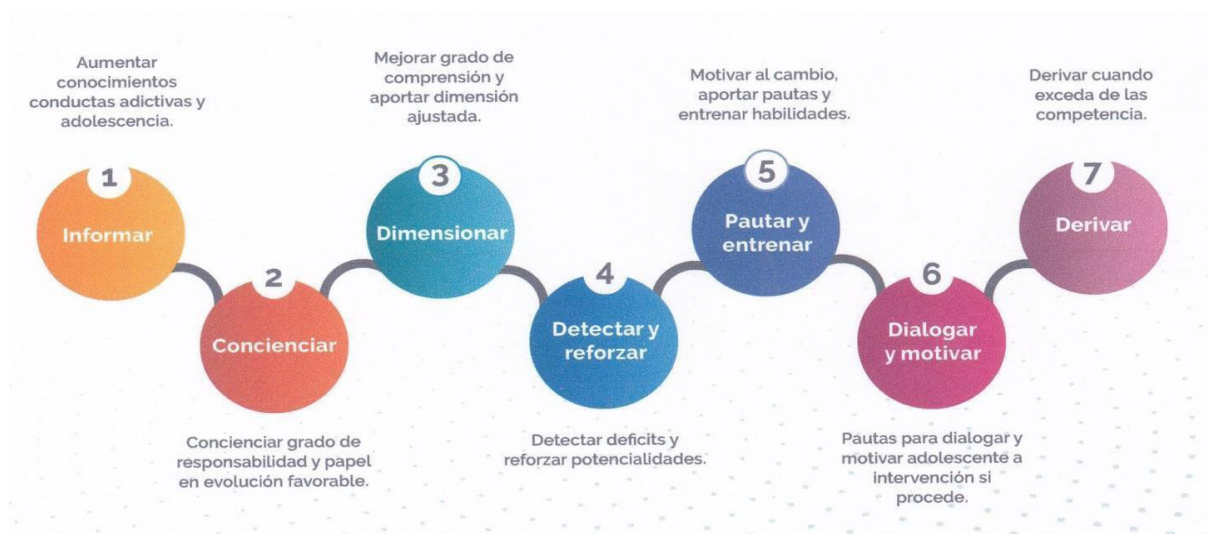 Aumentar
conocimientos
conductas adictivas y
adolescencia.
1
Informar
2
Concienciar
Concienciar grado de
responsabilidad y papel
en evolución favorable.
Mejorar grado de
comprensión y
aportar dimensión
ajustada.
3
Dimensionar
4
Detectar y
reforzar
Detectar deficits y
reforzar potencialidades.
Motivar al cambio,
aportar pautas y
entrenar habilidades.
5
Pautar y
entrenar
6
Dialogar
y motivar
Pautas para dialogar y
motivar adolescente a
intervención si
procede.
Derivar cuando
exceda de las
competencia.
7
Derivar